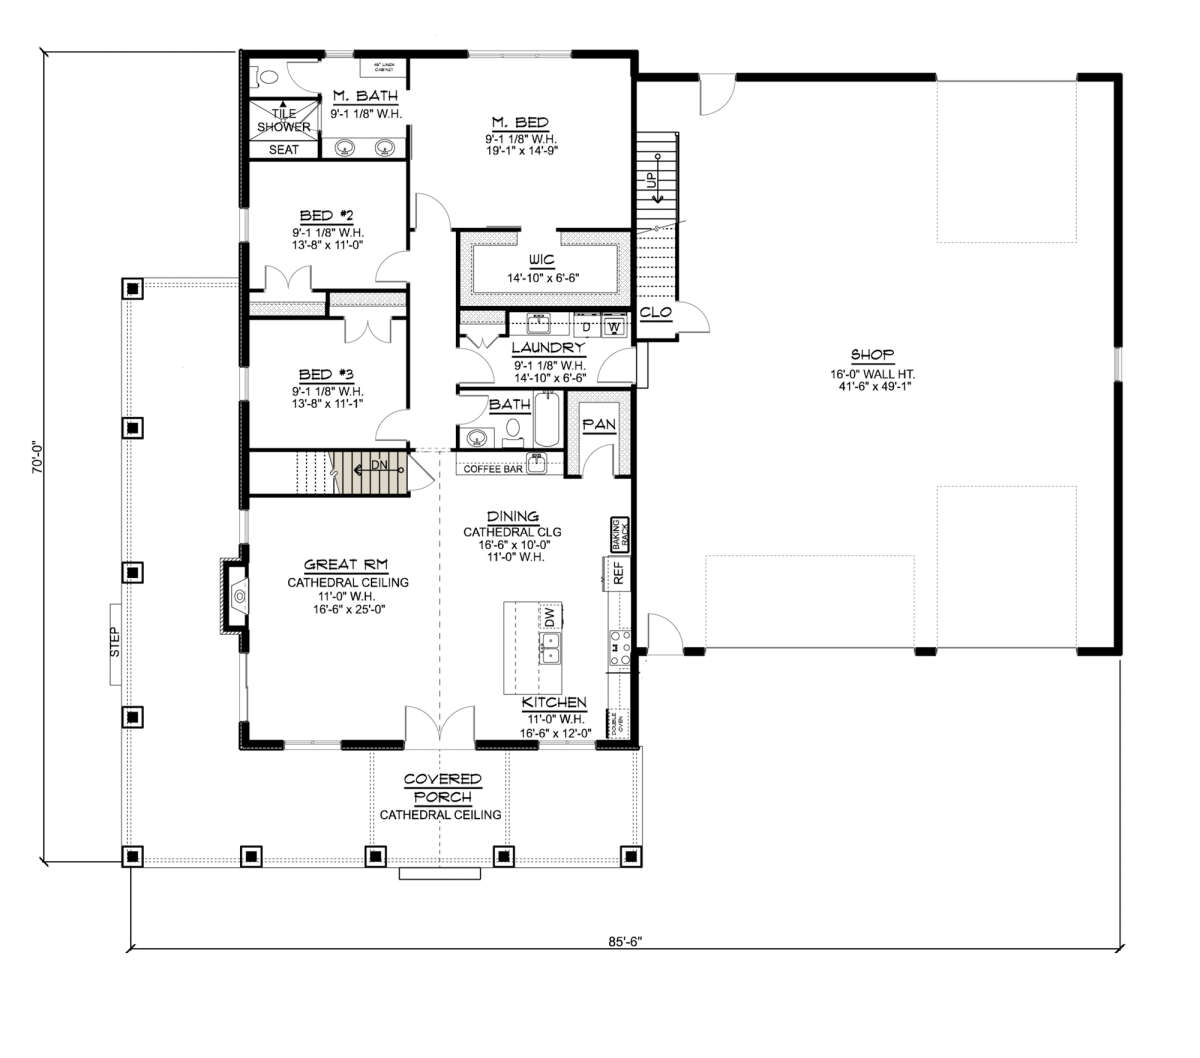 48" LINEN
CABINET
M. BATH
9'-1 1/8" W.H.
TILE
SHOWER
SEAT
M. BED
9'-1 1/8" W.H.
19'-1" x 14'-9"
UP
BED #2
9'-1 1/8" W.H.
13'-8" x 11'-0"
WIC
14'-10" x 6'-6"
CLO
D
W
LAUNDRY
9'-1 1/8" W.H.
14'-10" x 6'-6"
SHOP
16'-0" WALL HT.
41'-6" x 49'-1"
BED #3
9'-1 1/8" W.H.
13'-8" x 11'-1"
BATH
PAN
70'-0"
DN
COFFEE BAR
DINING
CATHEDRAL CLG
16'-6" x 10'-0"
11'-0" W.H.
BAKING
RACK
REF
GREAT RM
CATHEDRAL CEILING
11'-0" W.H.
16'-6" x 25'-0"
DW
STEP
KITCHEN
11'-0" W.H.
16'-6" x 12'-0"
DOUBLE
OVEN
COVERED
PORCH
CATHEDRAL CEILING
85'-6"